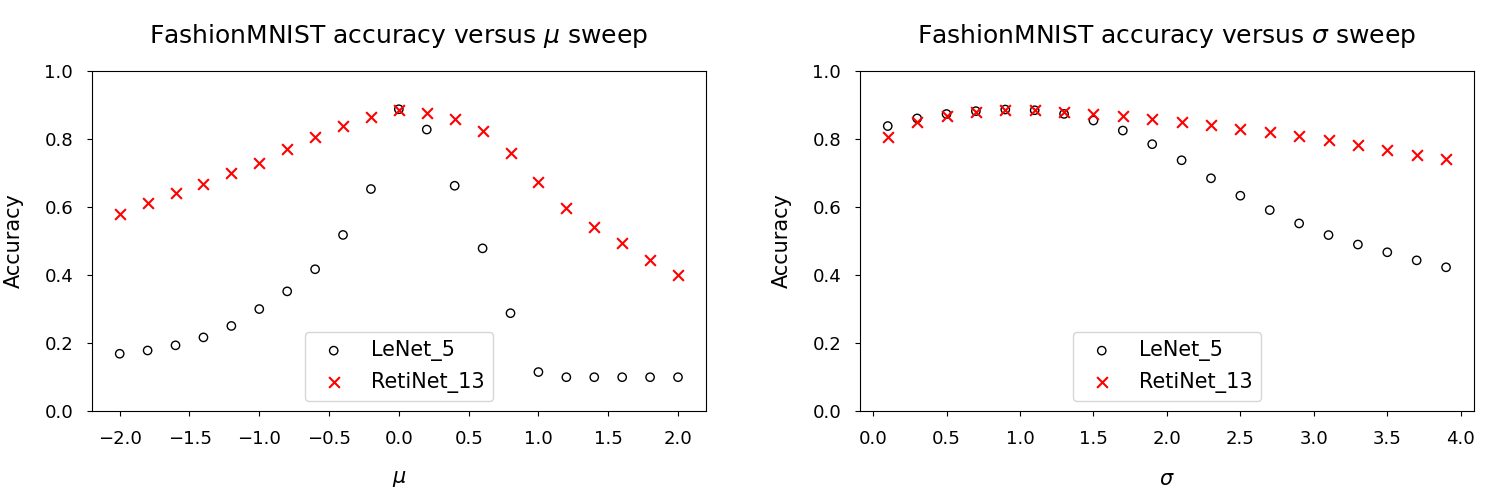 FashionMNIST accuracy versus μ sweep
1.0
0.8
0.6
0.4
0.2
0.0
Accuracy
LeNet_5
RetiNet_13
−2.0 −1.5 −1.0 −0.5 0.0 0.5 1.0 1.5 2.0
μ
FashionMNIST accuracy versus σ sweep
1.0
0.8
0.6
0.4
0.2
0.0
Accuracy
LeNet_5
RetiNet_13
0.0 0.5 1.0 1.5 2.0 2.5 3.0 3.5 4.0
σ